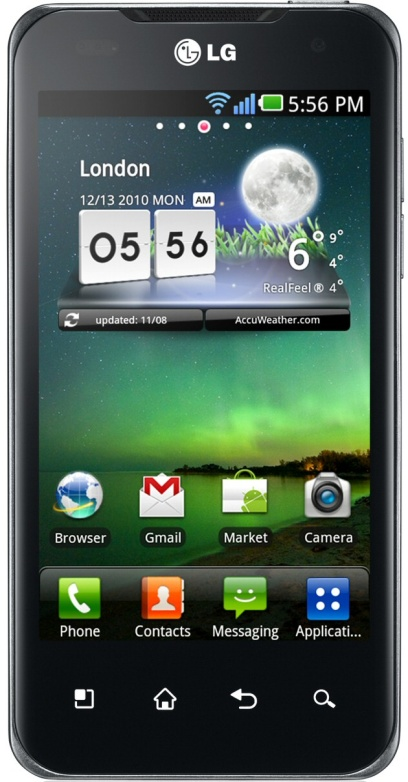 LG
5:56 PM
London
12/13 2010 MON AM
05 56
6° 9°
4°
RealFeel® 4°
updated: 11/08 AccuWeather.com
Browser Gmail Market Camera
Phone Contacts Messaging Applicati...